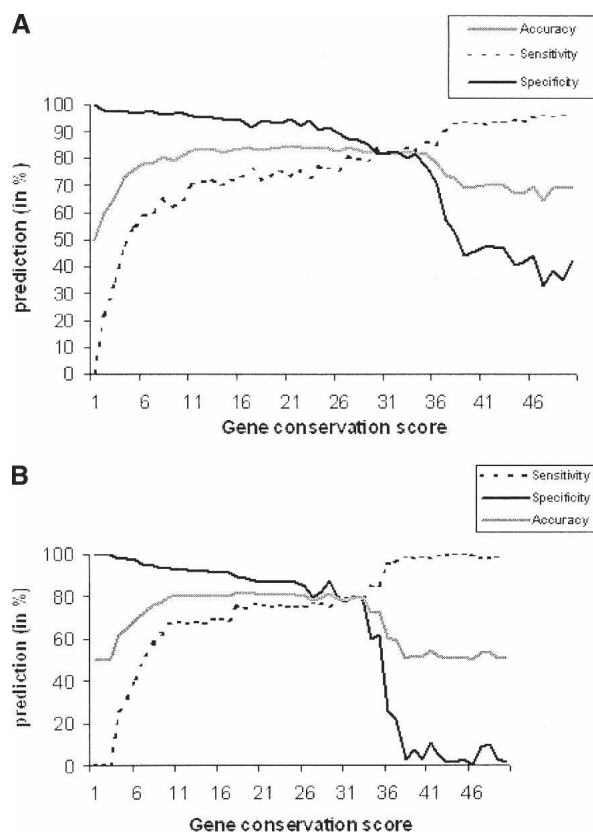 A
Accuracy
Sensitivity
Specificity
100
90
80
70
60
50
40
30
20
10
0
prediction (in %)
1 6 11 16 21 26 31 36 41 46
Gene conservation score
B
Sensitivity
Specificity
Accuracy
100
80
60
40
20
0
prediction (in %)
1 6 11 16 21 26 31 36 41 46
Gene conservation score